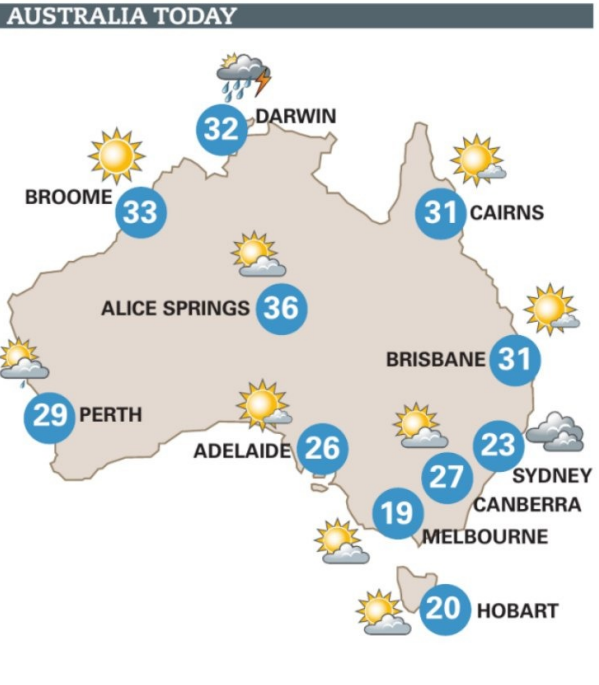 AUSTRALIA TODAY
DARWIN
32
BROOME
33
31 CAIRNS
ALICE SPRINGS 36
BRISBANE 31
29 PERTH
ADELAIDE 26
23
SYDNEY
27
CANBERRA
19
MELBOURNE
20 HOBART